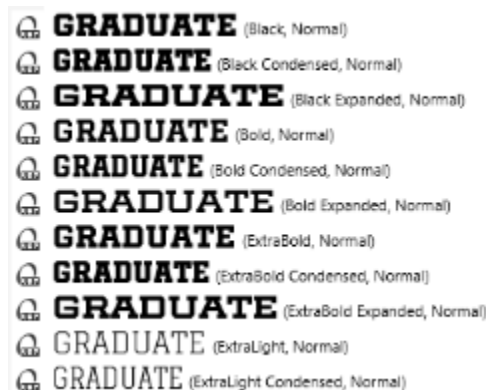 GRADUATE (Black, Normal)
GRADUATE (Black Condensed, Normal)
GRADUATE (Black Expanded, Normal)
GRADUATE (Bold, Normal)
GRADUATE (Bold Condensed, Normal)
GRADUATE (Bold Expanded, Normal)
GRADUATE (ExtraBold, Normal)
GRADUATE (ExtraBold Condensed, Normal)
GRADUATE (ExtraBold Expanded, Normal)
GRADUATE (ExtraLight, Normal)
GRADUATE (ExtraLight Condensed, Normal)